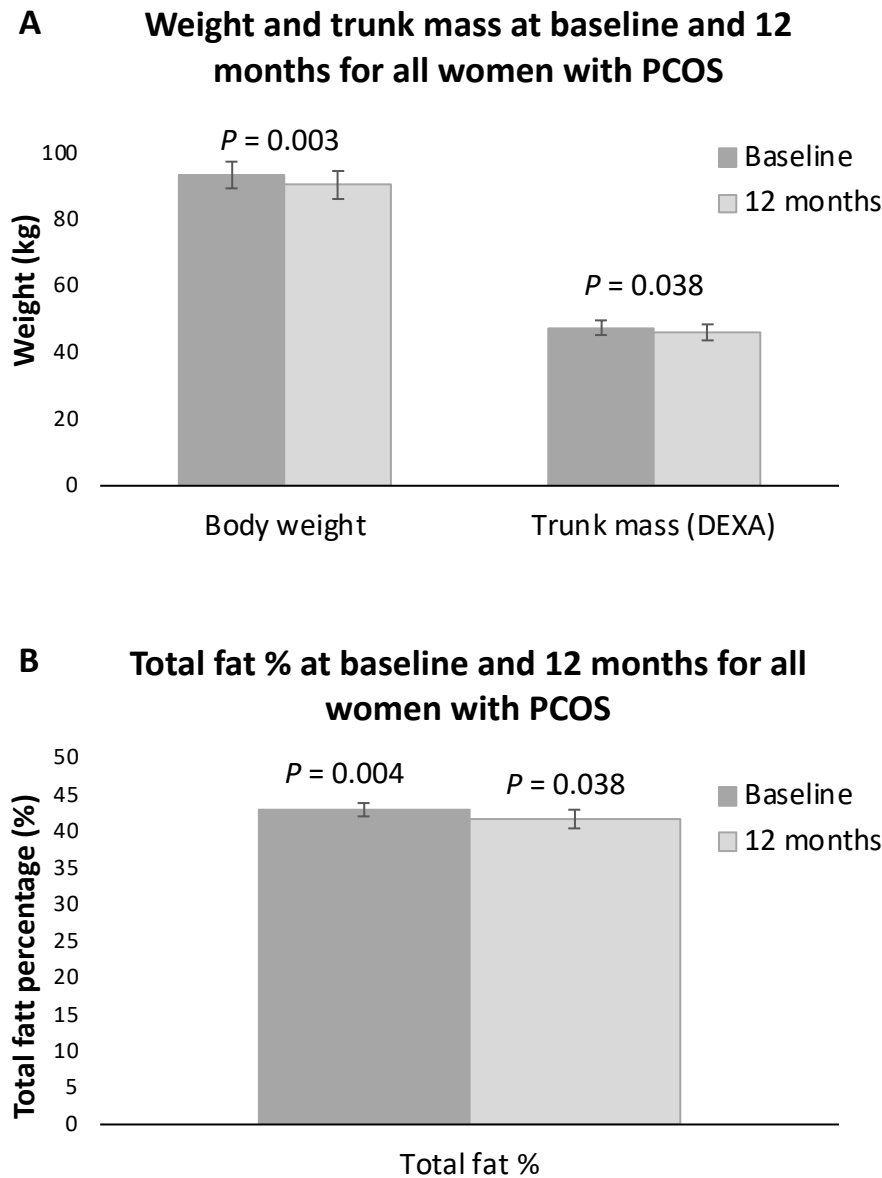 A
Weight and trunk mass at baseline and 12
months for all women with PCOS
P = 0.003
100
80
60
40
20
0
Weight (kg)
Baseline
12 months
P = 0.038
Body weight
Trunk mass (DEXA)
B
Total fat % at baseline and 12 months for all
women with PCOS
50
45
40
35
30
25
20
15
10
5
0
Total fatt percentage (%)
P = 0.004
P = 0.038
Baseline
12 months
Total fat %